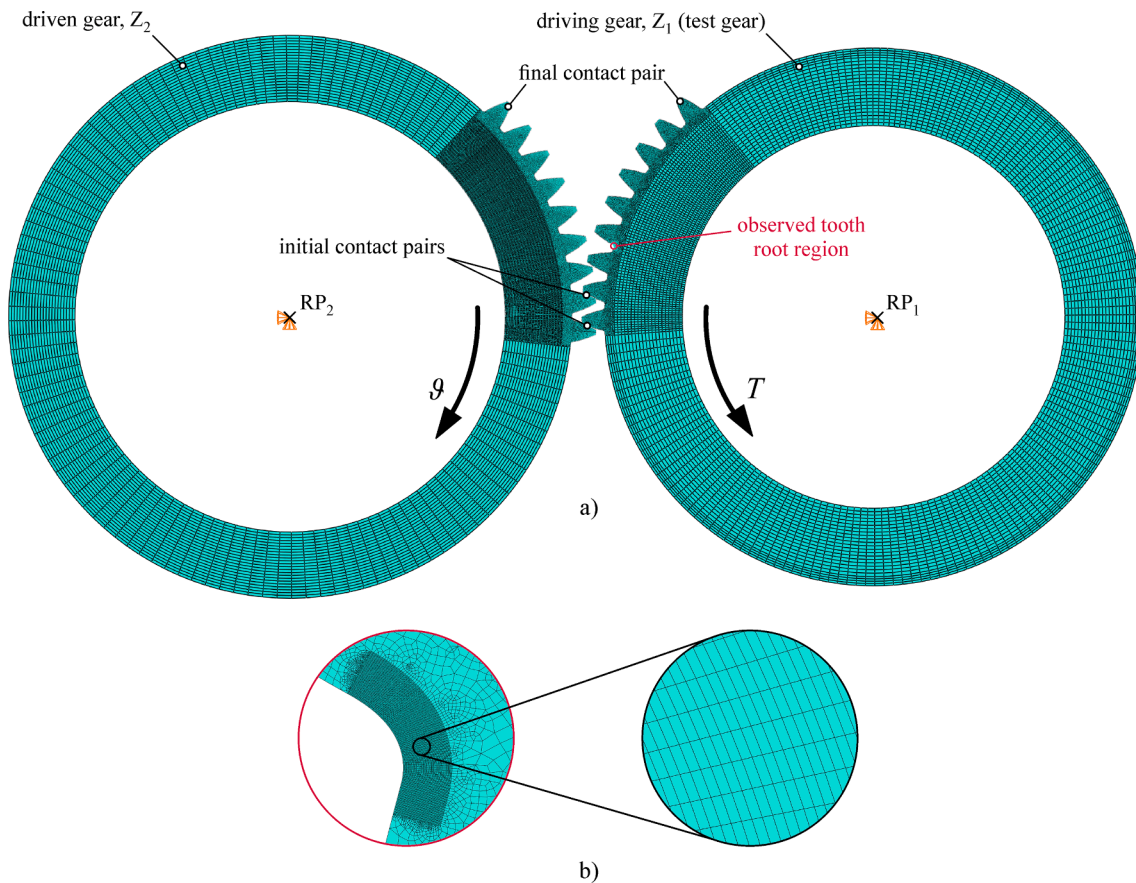 driven gear, Z2
driving gear, Z1 (test gear)
final contact pair
observed tooth
root region
initial contact pairs
RP2
RP1
ϑ
T
a)
b)